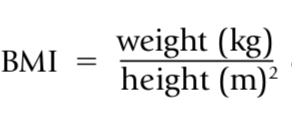 BMI = weight (kg)
height (m)²